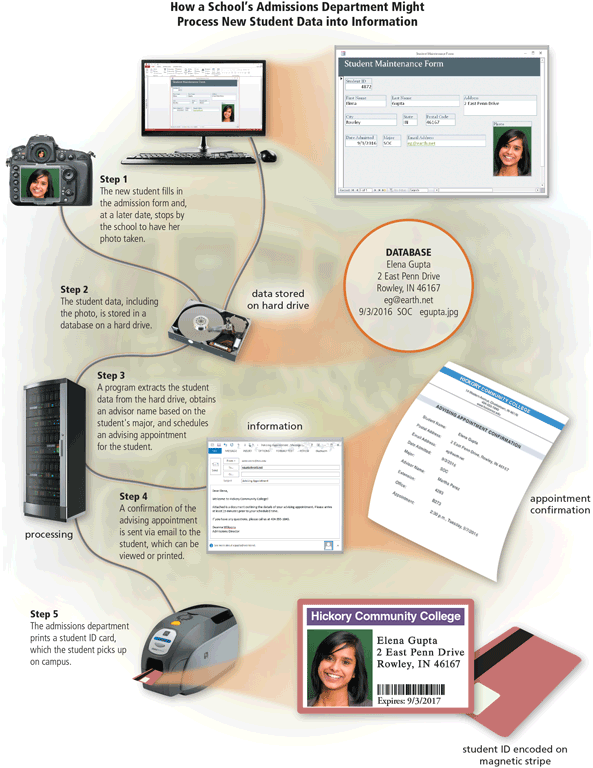 How a School's Admissions Department Might
Process New Student Data into Information
Student Maintenance Form
Student Maintenance Form
Student ID
4872
First Name
Last Name
Address
Elena
Gupta
2 East Penn Drive
City
State
Postal Code
Rowley
IN
46167
Photo
Date Admitted
Major
Email Address
9/3/2016
SOC
eg@earth.net
Step 1
The new student fills in
the admission form and,
at a later date, stops by
the school to have her
photo taken.
DATABASE
Elena Gupta
2 East Penn Drive
Rowley, IN 46167
eg@earth.net
9/3/2016 SOC egupta.jpg
Step 2
The student data, including
the photo, is stored in a
database on a hard drive.
data stored
on hard drive
Step 3
A program extracts the student
data from the hard drive, obtains
an advisor name based on the
student's major, and schedules
an advising appointment
for the student.
information
HICKORY COMMUNITY COLLEGE
ADVISING APPOINTMENT CONFIRMATION
Student Name:
Elena Gupta
Postal Address:
2 East Penn Drive, Rowley, IN 46167
Email Address:
eg@earth.net
Date Admitted:
9/3/2016
Major:
SOC
Advisor Name:
Martha Perez
Extension:
Office:
Appointment:
appointment
confirmation
Step 4
A confirmation of the
advising appointment
is sent via email to the
student, which can be
viewed or printed.
Dear Elena,
Welcome to Hickory Community College!
processing
Step 5
The admissions department
prints a student ID card,
which the student picks up
on campus.
Hickory Community College
Elena Gupta
2 East Penn Drive
Rowley, IN 46167
Expires: 9/3/2017
student ID encoded on
magnetic stripe